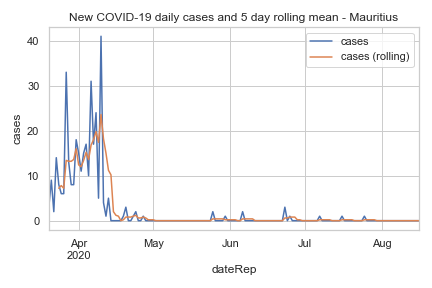 New COVID-19 daily cases and 5 day rolling mean - Mauritius
cases
cases (rolling)
40
30
20
10
0
cases
Apr
2020
May
Jun
Jul
Aug
dateRep